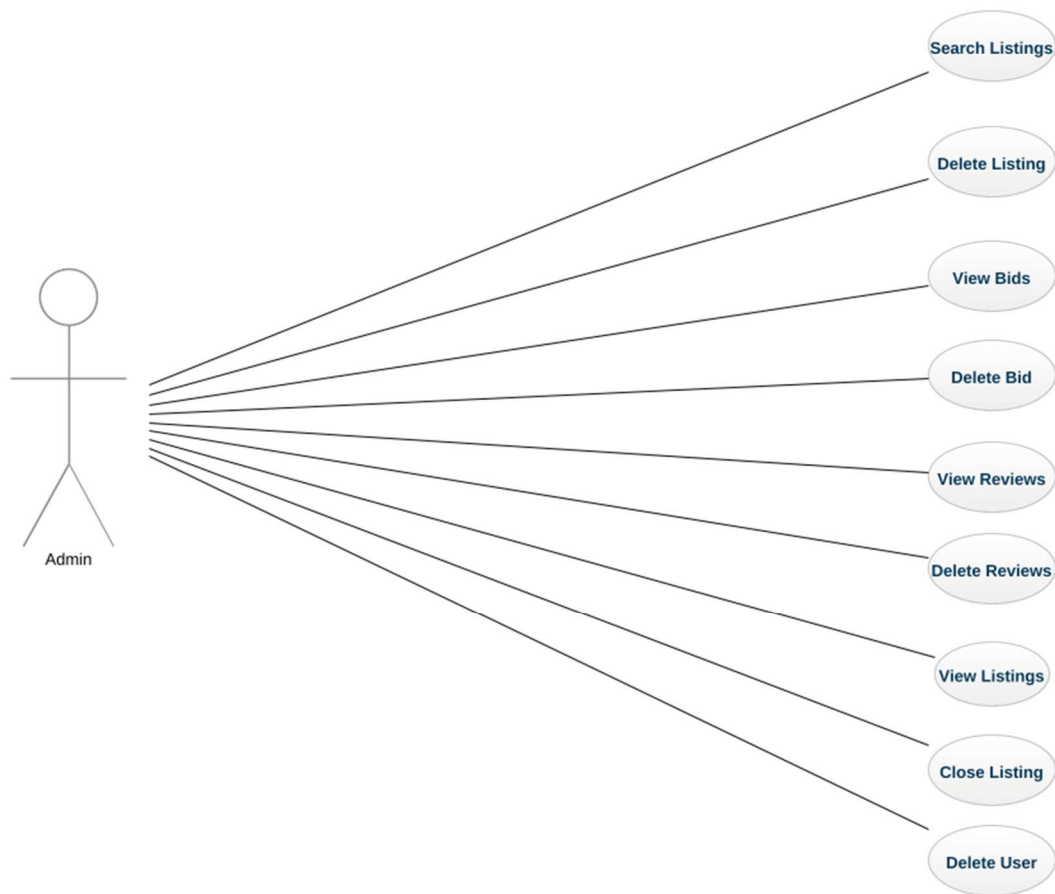 Search Listings
Delete Listing
View Bids
Delete Bid
View Reviews
Delete Reviews
View Listings
Close Listing
Delete User
Admin